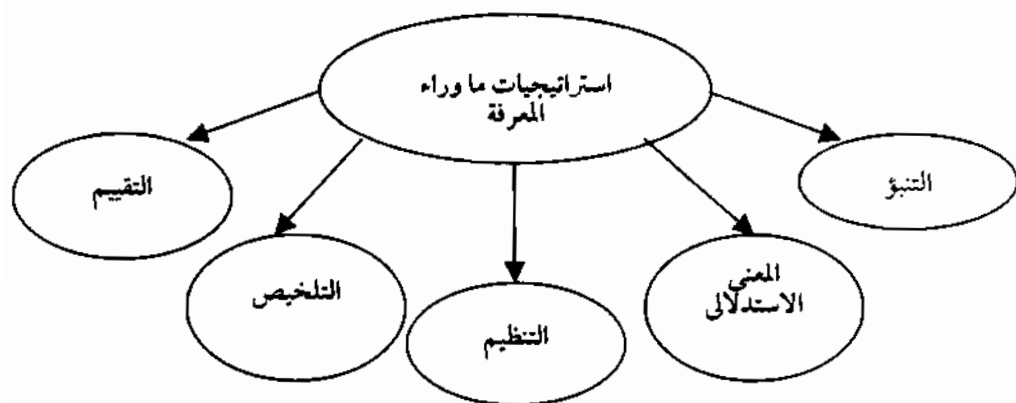 استراتيجيات ما وراء
المعرفة
التنبؤ
المعنى
الاستدلالى
التنظيم
التلخيص
التقييم